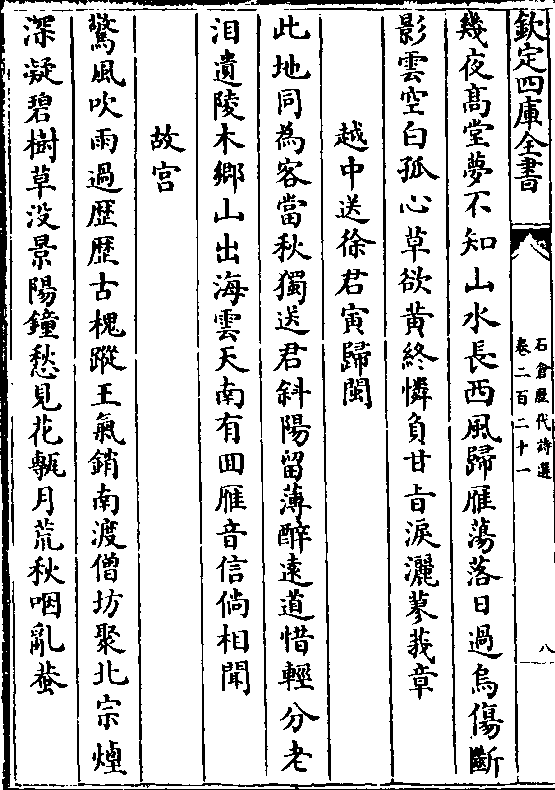 欽定四庫全書
石倉歷代詩選
卷二百二十一
八
幾夜髙堂夢不知山水長西風歸雁蕩落日過烏傷斷
影雲空白孤心草欲黄終憐負甘旨淚灑蓼莪章
越中送徐君寅歸閩
此地同為客當秋獨送君斜陽留薄醉遠道惜輕分老
泪遺陵木鄉山出海雲天南有回雁音信倘相聞
故宫
驚風吹雨過歴歴古槐蹤王氣銷南渡僧坊聚北宗煙
深凝碧樹草没景陽鐘愁見花甎月荒秋咽亂蛩